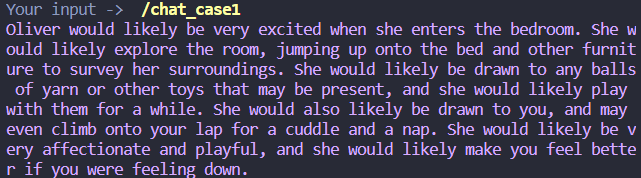 Your input ->  /chat_case1
Oliver would likely be very excited when she enters the bedroom. She w
ould likely explore the room, jumping up onto the bed and other furnit
ure to survey her surroundings. She would likely be drawn to any balls
 of yarn or other toys that may be present, and she would likely play
with them for a while. She would also likely be drawn to you, and may
even climb onto your lap for a cuddle and a nap. She would likely be v
ery affectionate and playful, and she would likely make you feel bette
r if you were feeling down.